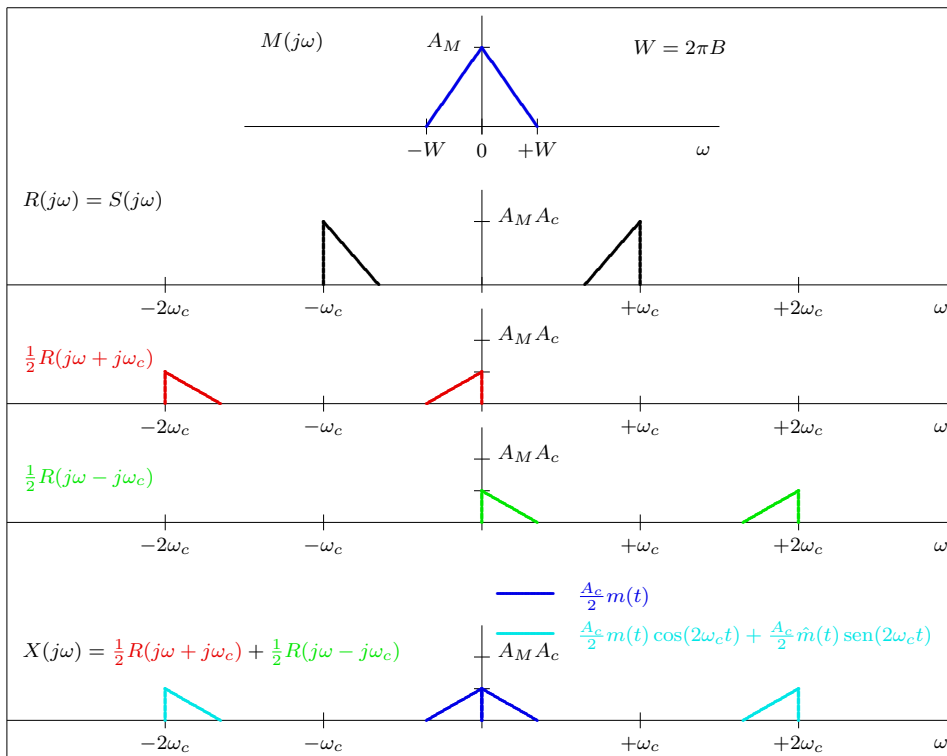 M(jω) A_M W = 2πB
−W 0 +W ω
R(jω) = S(jω) A_M A_c
−2ω_c −ω_c +ω_c +2ω_c ω
½R(jω + jω_c) A_M A_c
−2ω_c −ω_c +ω_c +2ω_c ω
½R(jω − jω_c) A_M A_c
−2ω_c −ω_c +ω_c +2ω_c ω
A_c/2 m(t)
A_c/2 m(t) cos(2ω_c t) + A_c/2 m̂(t) sen(2ω_c t)
X(jω) = ½R(jω + jω_c) + ½R(jω − jω_c) A_M A_c
−2ω_c −ω_c +ω_c +2ω_c ω